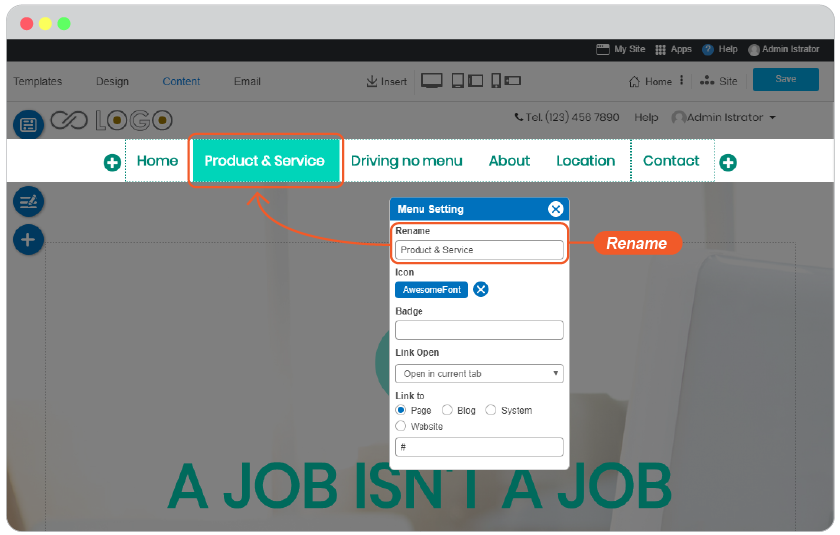 My Site Apps ? Help Admin Istrator
Templates Design Content Email Insert Home Site Save
LOGO Tel. (123) 456 7890 Help Admin Istrator
Home Product & Service Driving no menu About Location Contact
Menu Setting
Rename
Product & Service
Rename
Icon
AwesomeFont
Badge
Link Open
Open in current tab
Link to
Page Blog System
Website
#
A JOB ISN'T A JOB